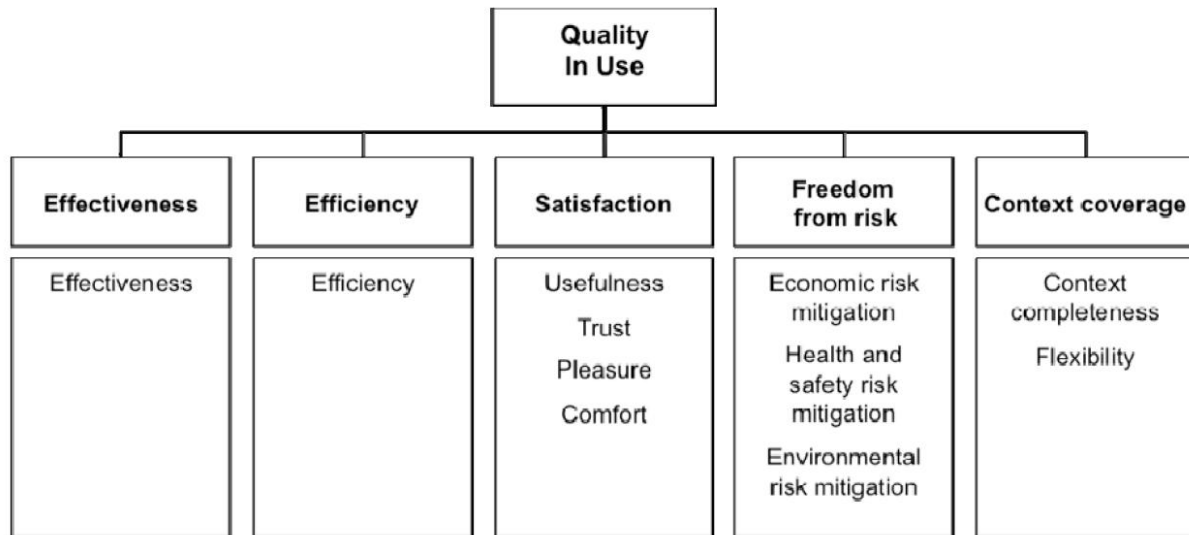 Quality
In Use
Effectiveness
Efficiency
Satisfaction
Freedom
from risk
Context coverage
Effectiveness
Efficiency
Usefulness
Trust
Pleasure
Comfort
Economic risk
mitigation
Health and
safety risk
mitigation
Environmental
risk mitigation
Context
completeness
Flexibility